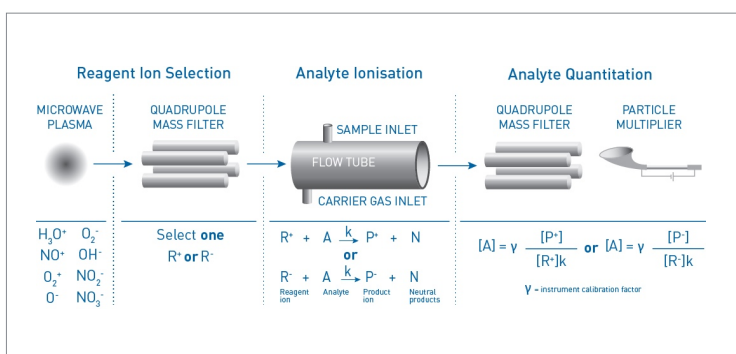 Reagent Ion Selection
Analyte Ionisation
Analyte Quantitation
MICROWAVE
PLASMA
QUADRUPOLE
MASS FILTER
SAMPLE INLET
FLOW TUBE
CARRIER GAS INLET
QUADRUPOLE
MASS FILTER
PARTICLE
MULTIPLIER
H₃O⁺ O₂⁻
NO⁺ OH⁻
O₂⁺ NO₂⁻
O⁻ NO₃⁻
Select one
R⁺ or R⁻
R⁺ + A k→ P⁺ + N
or
R⁻ + A k→ P⁻ + N
Reagent ion Analyte Product ion Neutral products
[A] = γ [P⁺] / [R⁺]k or [A] = γ [P⁻] / [R⁻]k
γ - instrument calibration factor